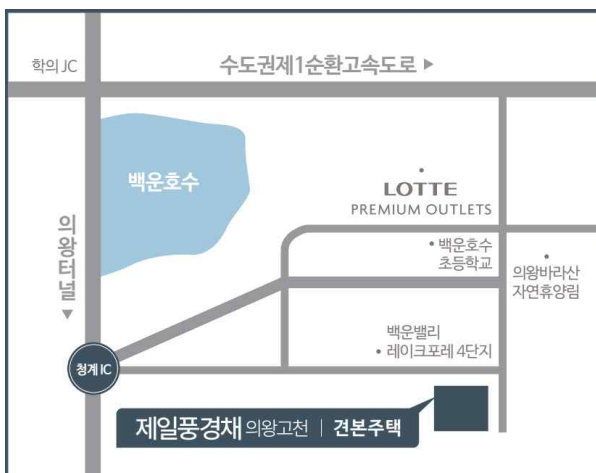 학의 JC
수도권제1순환고속도로 ▶
백운호수
LOTTE
PREMIUM OUTLETS
의왕터널
▼
• 백운호수
초등학교
의왕바라산
자연휴양림
백운밸리
• 레이크포레 4단지
청계 IC
제일풍경채 의왕고천 | 견본주택